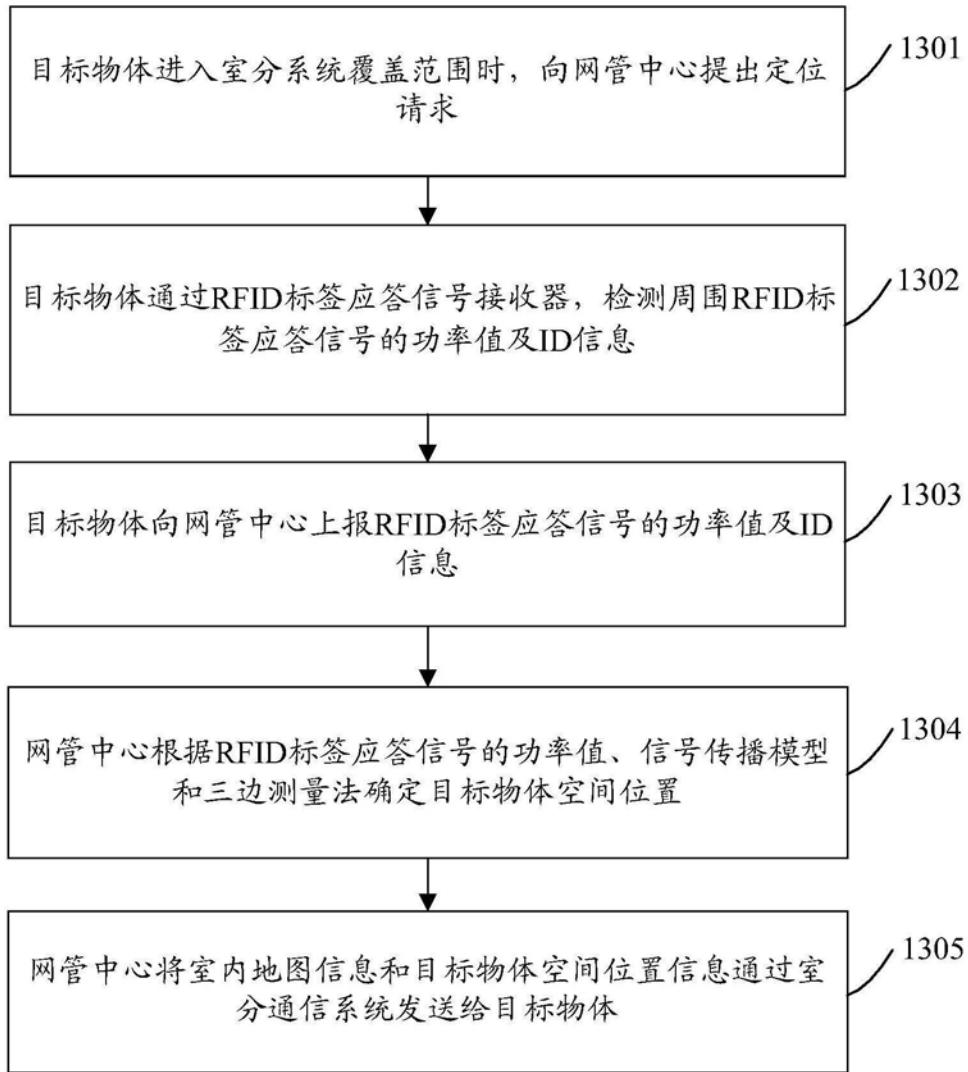 目标物体进入室分系统覆盖范围时，向网管中心提出定位
请求
1301
目标物体通过RFID标签应答信号接收器，检测周围RFID标
签应答信号的功率值及ID信息
1302
目标物体向网管中心上报RFID标签应答信号的功率值及ID
信息
1303
网管中心根据RFID标签应答信号的功率值、信号传播模型
和三边测量法确定目标物体空间位置
1304
网管中心将室内地图信息和目标物体空间位置信息通过室
分通信系统发送给目标物体
1305